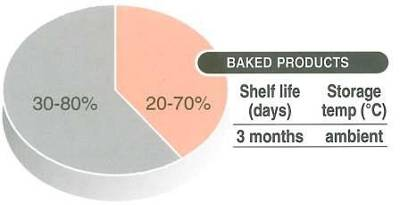 30-80%
20-70%
BAKED PRODUCTS
Shelf life Storage
(days) temp (°C)
3 months ambient